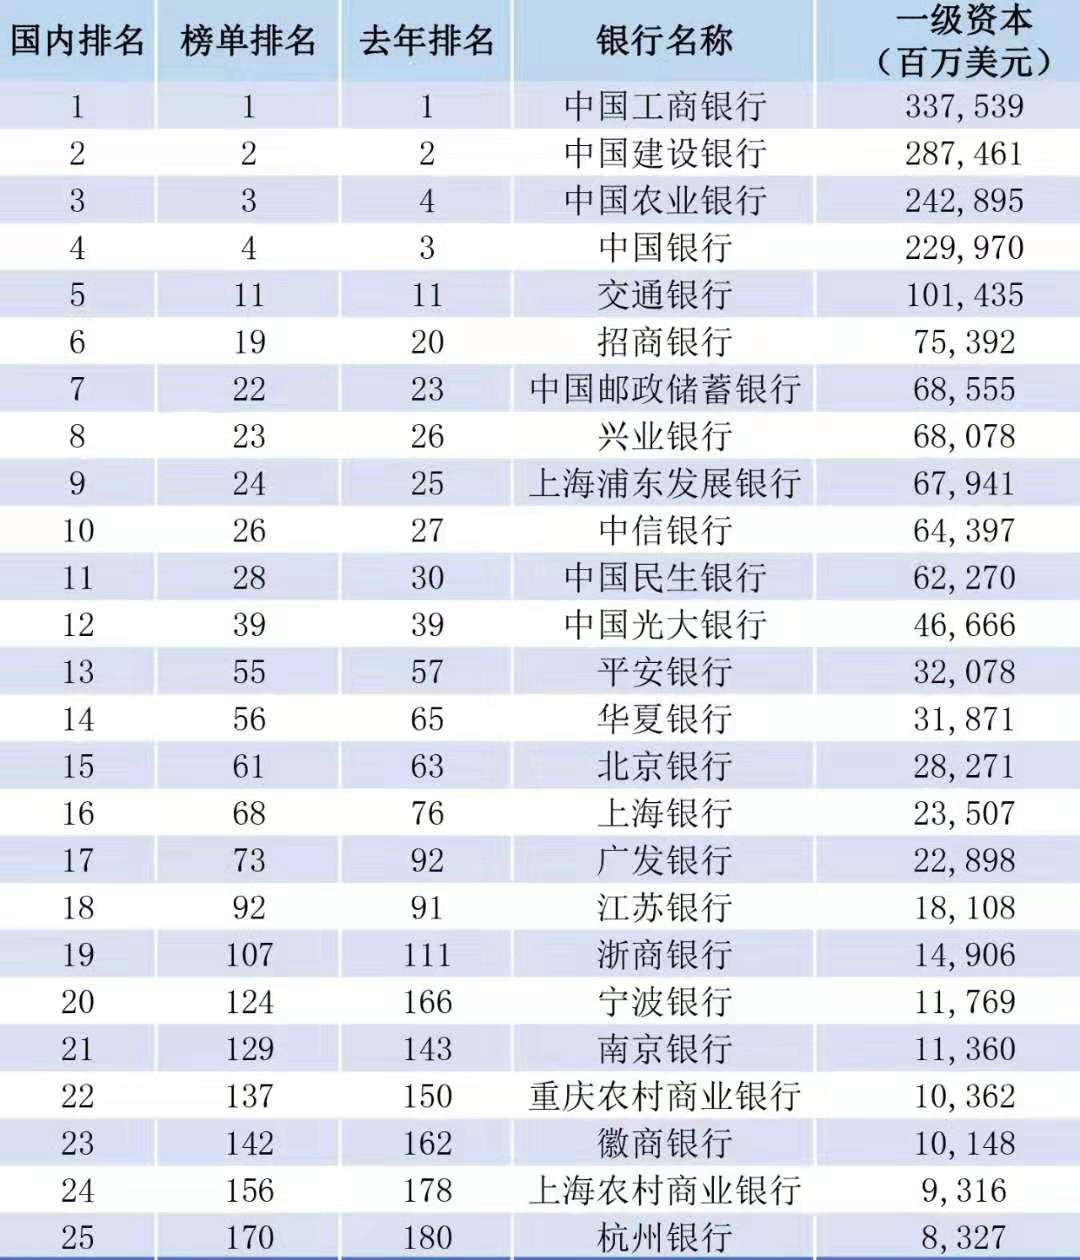 国内排名 榜单排名 去年排名 银行名称 一级资本
（百万美元）
1 1 1 中国工商银行 337,539
2 2 2 中国建设银行 287,461
3 3 4 中国农业银行 242,895
4 4 3 中国银行 229,970
5 11 11 交通银行 101,435
6 19 20 招商银行 75,392
7 22 23 中国邮政储蓄银行 68,555
8 23 26 兴业银行 68,078
9 24 25 上海浦东发展银行 67,941
10 26 27 中信银行 64,397
11 28 30 中国民生银行 62,270
12 39 39 中国光大银行 46,666
13 55 57 平安银行 32,078
14 56 65 华夏银行 31,871
15 61 63 北京银行 28,271
16 68 76 上海银行 23,507
17 73 92 广发银行 22,898
18 92 91 江苏银行 18,108
19 107 111 浙商银行 14,906
20 124 166 宁波银行 11,769
21 129 143 南京银行 11,360
22 137 150 重庆农村商业银行 10,362
23 142 162 徽商银行 10,148
24 156 178 上海农村商业银行 9,316
25 170 180 杭州银行 8,327